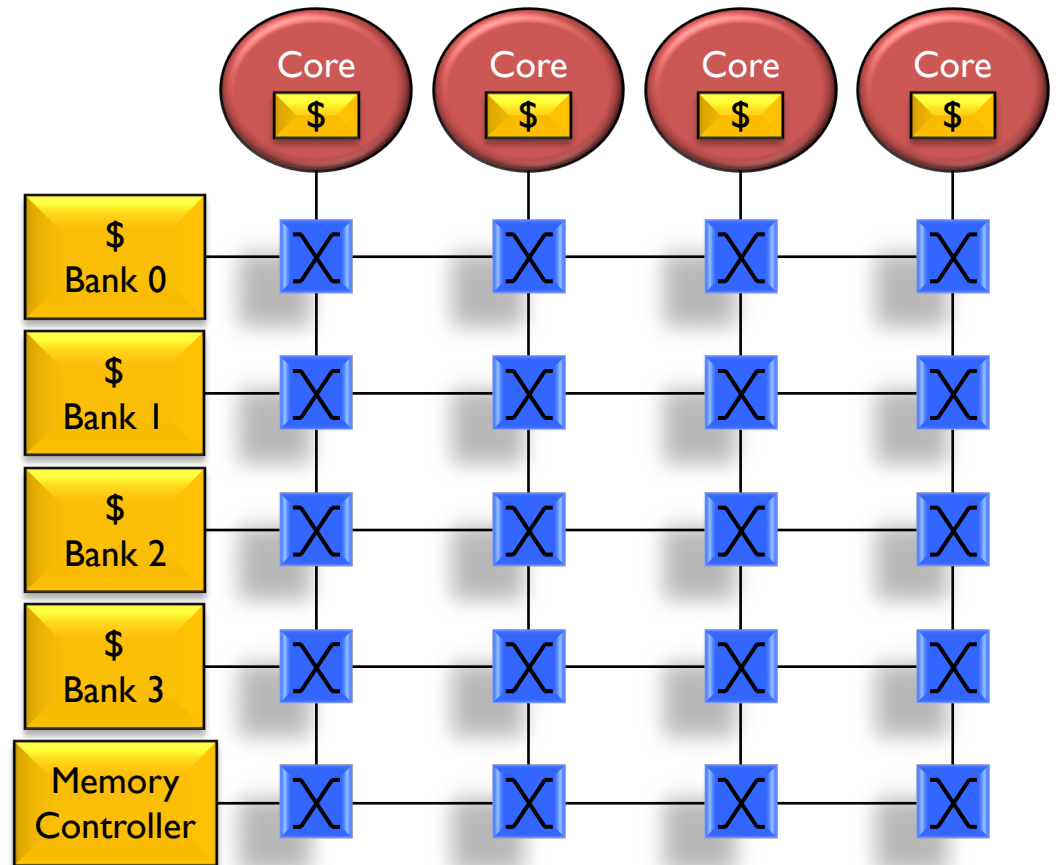 Core Core Core Core
$ $ $ $
$
Bank 0
$
Bank 1
$
Bank 2
$
Bank 3
Memory
Controller